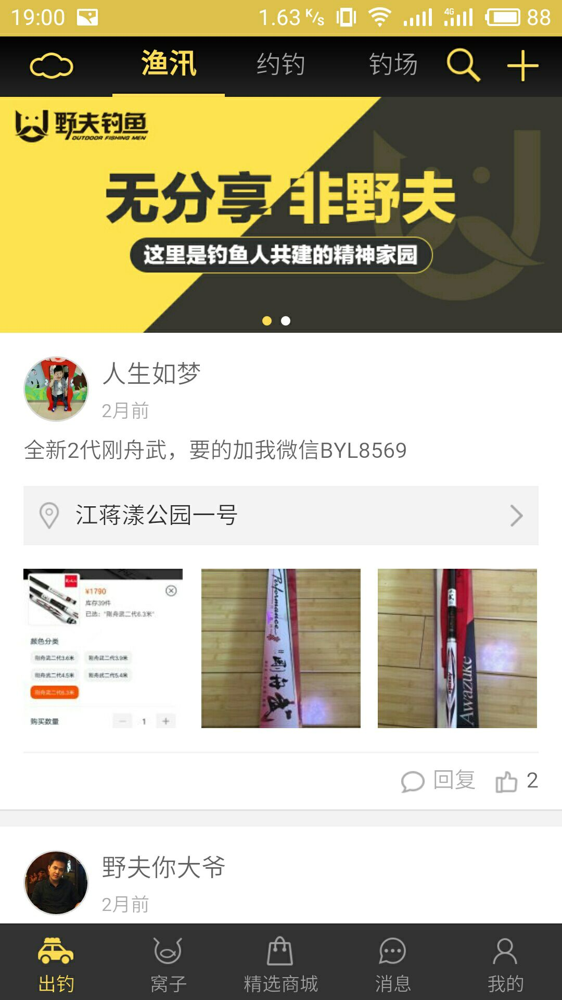 19:00
1.63 K/s
4G
88
渔汛
约钓
钓场
野夫钓鱼
OUTDOOR FISHING MEN
无分享 非野夫
这里是钓鱼人共建的精神家园
人生如梦
2月前
全新2代刚舟武，要的加我微信BYL8569
江蒋漾公园一号
¥1790
库存39件
已选："刚舟武二代6.3米"
颜色分类
刚舟武二代3.6米 刚舟武二代3.9米
刚舟武二代4.5米 刚舟武二代5.4米
刚舟武二代6.3米
购买数量
1
Performance
剛舟武
Awazuke
回复
2
野夫你大爷
2月前
出钓
窝子
精选商城
消息
我的